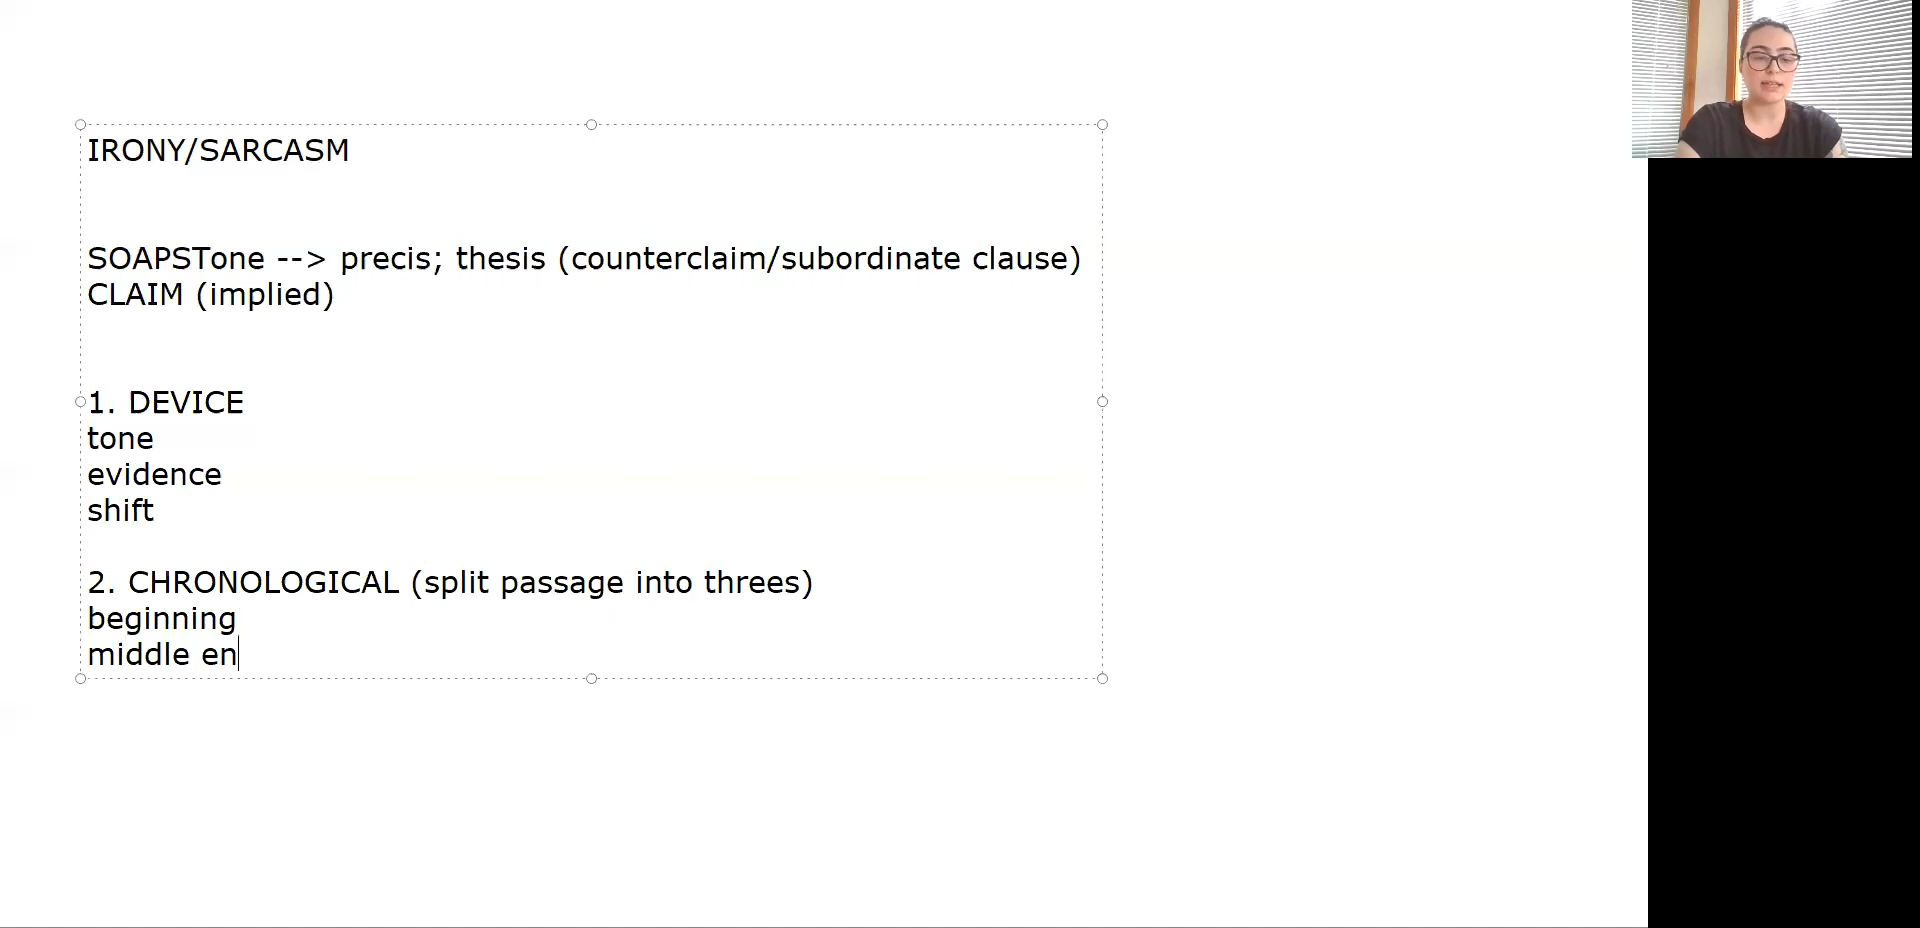 IRONY/SARCASM
SOAPSTone --> precis; thesis (counterclaim/subordinate clause)
CLAIM (implied)
1. DEVICE
tone
evidence
shift
2. CHRONOLOGICAL (split passage into threes)
beginning
middle en